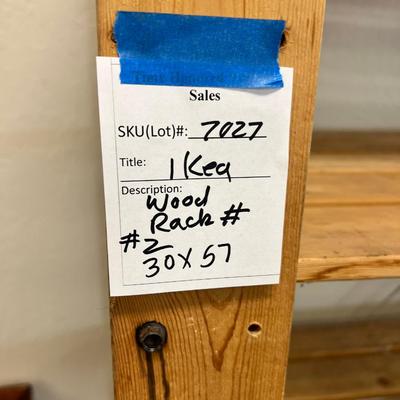 Sales
SKU(Lot)#: 7027
Title: IKea
Description:
Wood
Rack #
#2
30x57